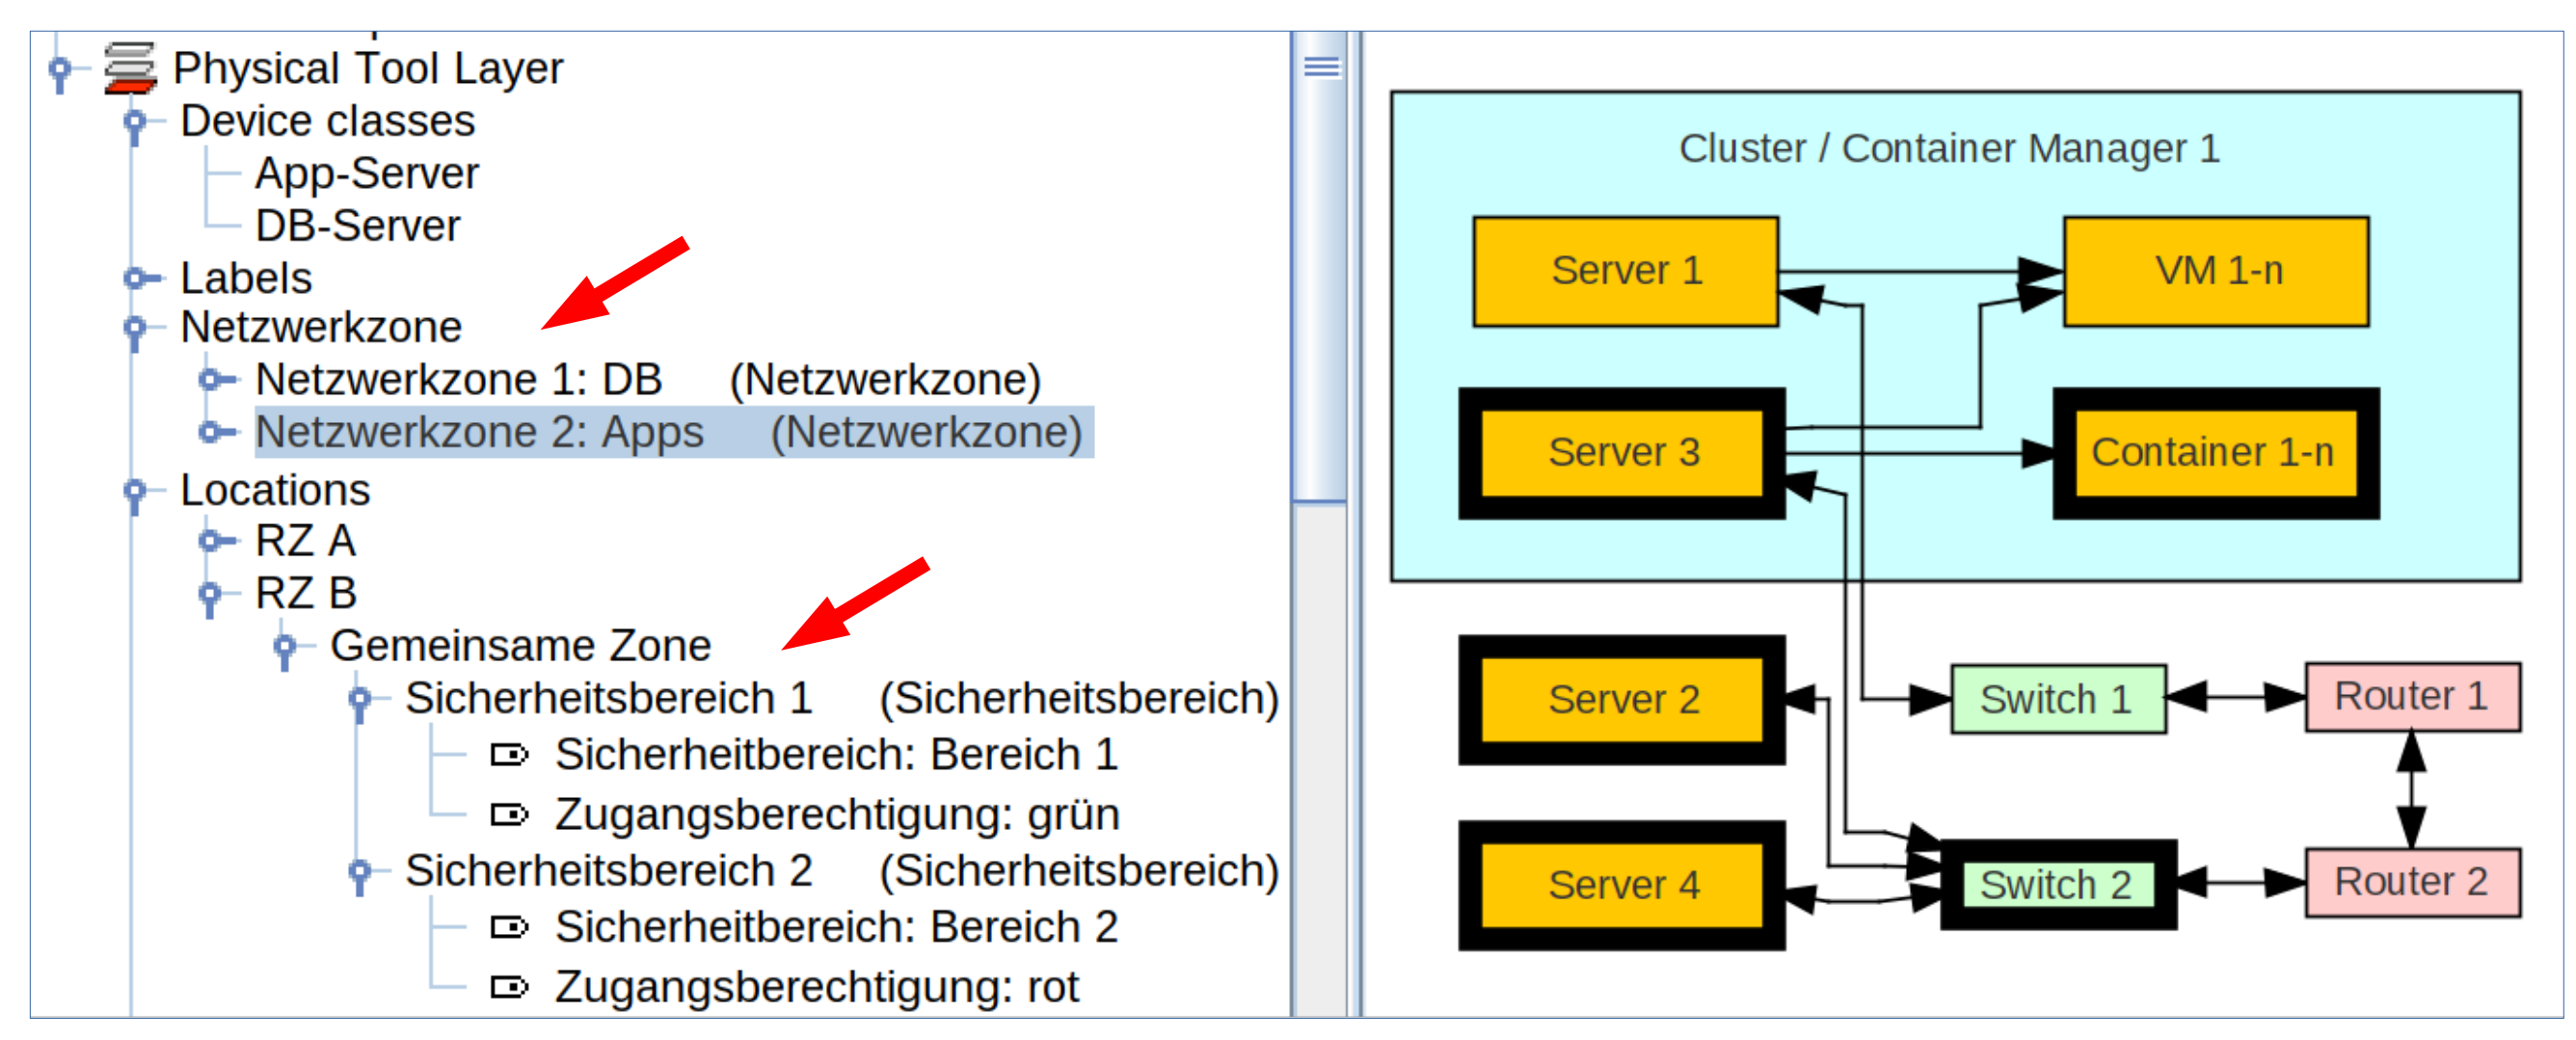 Physical Tool Layer
Device classes
App-Server
DB-Server
Labels
Netzwerkzone
Netzwerkzone 1: DB (Netzwerkzone)
Netzwerkzone 2: Apps (Netzwerkzone)
Locations
RZ A
RZ B
Gemeinsame Zone
Sicherheitsbereich 1 (Sicherheitsbereich)
Sicherheitbereich: Bereich 1
Zugangsberechtigung: grün
Sicherheitsbereich 2 (Sicherheitsbereich)
Sicherheitbereich: Bereich 2
Zugangsberechtigung: rot
Cluster / Container Manager 1
Server 1
VM 1-n
Server 3
Container 1-n
Server 2
Switch 1
Router 1
Server 4
Switch 2
Router 2